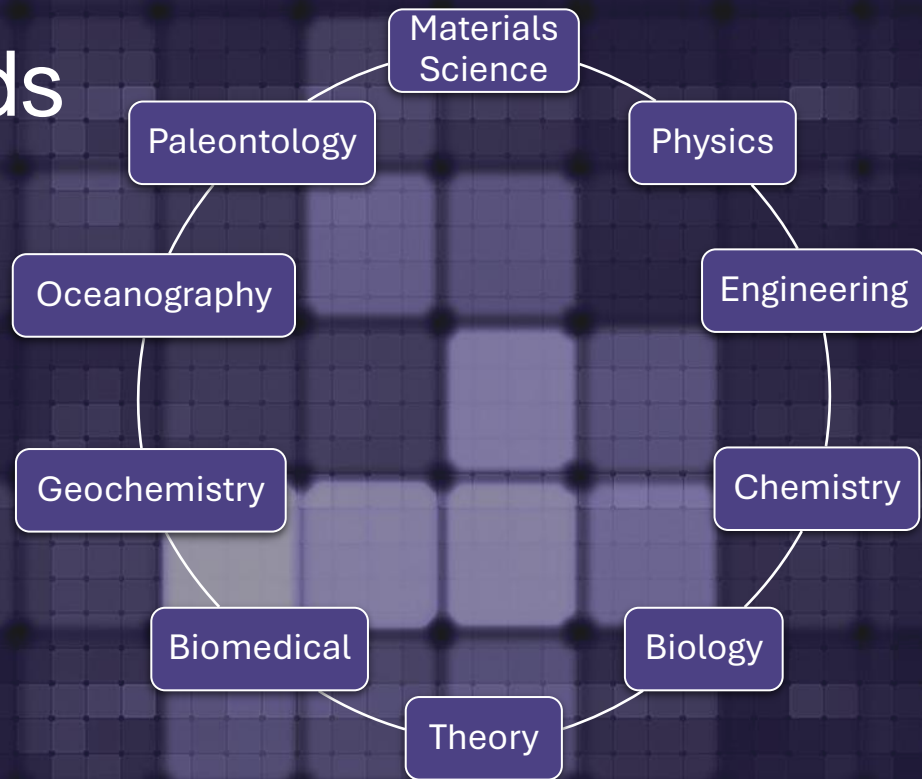 Materials
Science
Physics
Engineering
Chemistry
Biology
Theory
Biomedical
Geochemistry
Oceanography
Paleontology